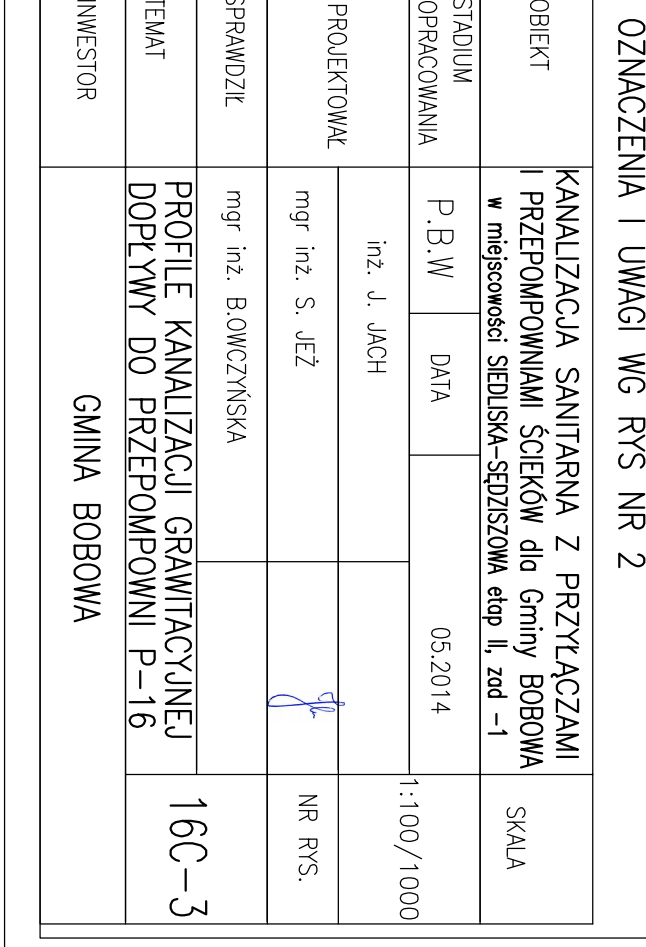 OZNACZENIA I UWAGI WG RYS NR 2
OBIEKT
KANALIZACJA SANITARNA Z PRZYŁĄCZAMI
I PRZEPOMPOWNIAMI ŚCIEKÓW dla Gminy BOBOWA
w miejscowości SIEDLISKA-SĘDZISZOWA etap II, zad -1
SKALA
STADIUM
OPRACOWANIA
P.B.W
DATA
05.2014
1:100/1000
PROJEKTOWAŁ
inż. J. JACH
mgr inż. S. JEŻ
NR RYS.
SPRAWDZIŁ
mgr inż. B.OWCZYŃSKA
TEMAT
PROFILE KANALIZACJI GRAWITACYJNEJ
DOPŁYWY DO PRZEPOMPOWNI P-16
16C-3
INWESTOR
GMINA BOBOWA